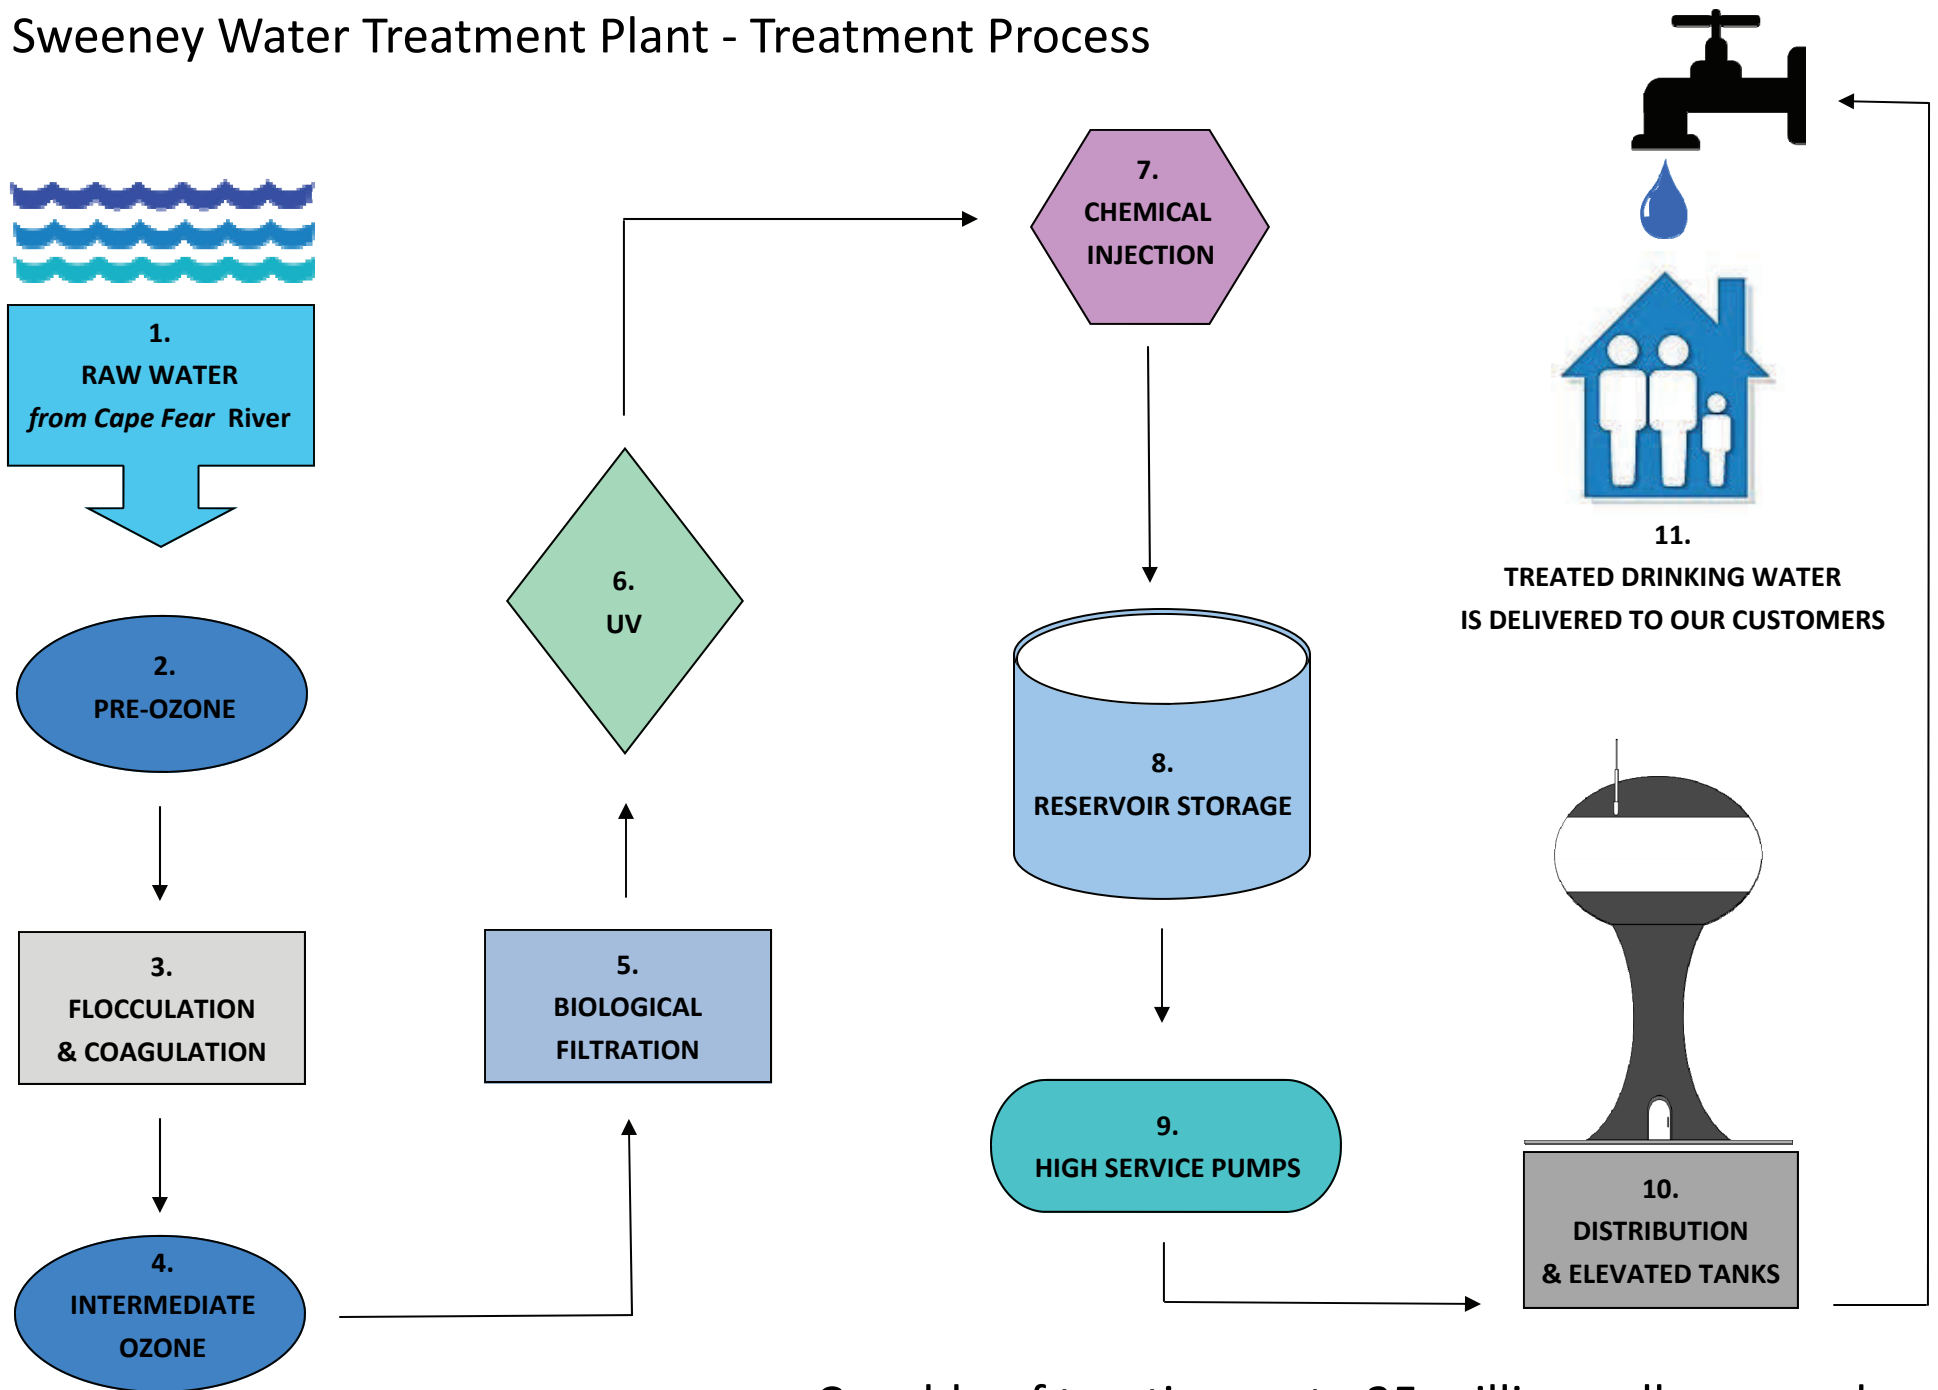 Sweeney Water Treatment Plant - Treatment Process
1.
RAW WATER
from Cape Fear River
2.
PRE-OZONE
3.
FLOCCULATION
& COAGULATION
4.
INTERMEDIATE
OZONE
5.
BIOLOGICAL
FILTRATION
6.
UV
7.
CHEMICAL
INJECTION
8.
RESERVOIR STORAGE
9.
HIGH SERVICE PUMPS
10.
DISTRIBUTION
& ELEVATED TANKS
11.
TREATED DRINKING WATER
IS DELIVERED TO OUR CUSTOMERS